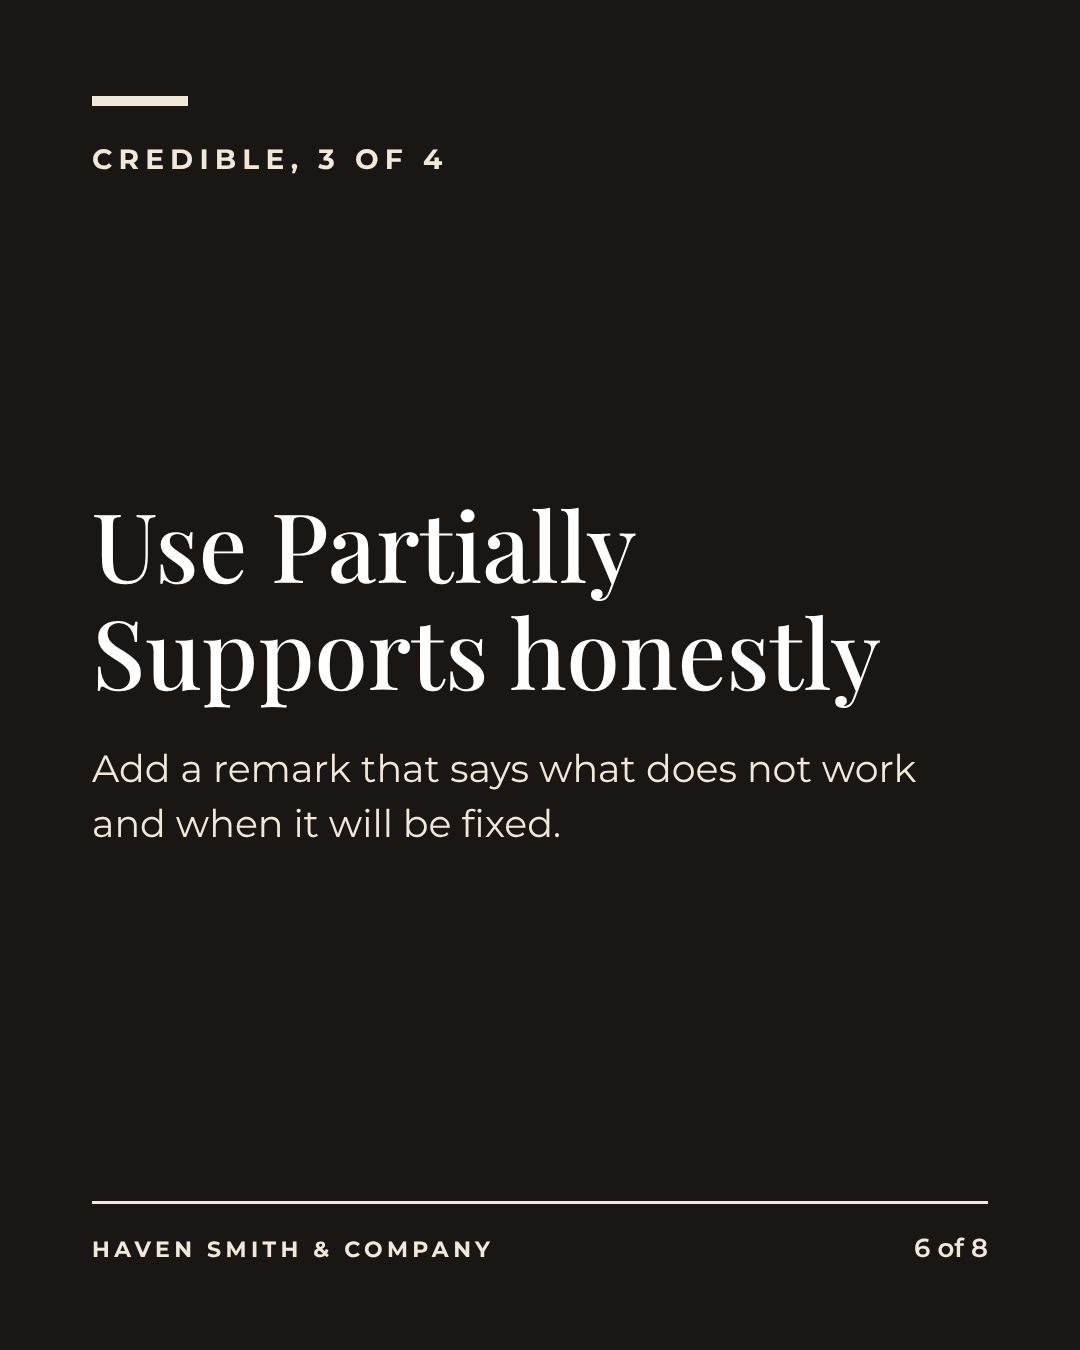 CREDIBLE, 3 OF 4
Use Partially
Supports honestly
Add a remark that says what does not work
and when it will be fixed.
HAVEN SMITH & COMPANY
6 of 8